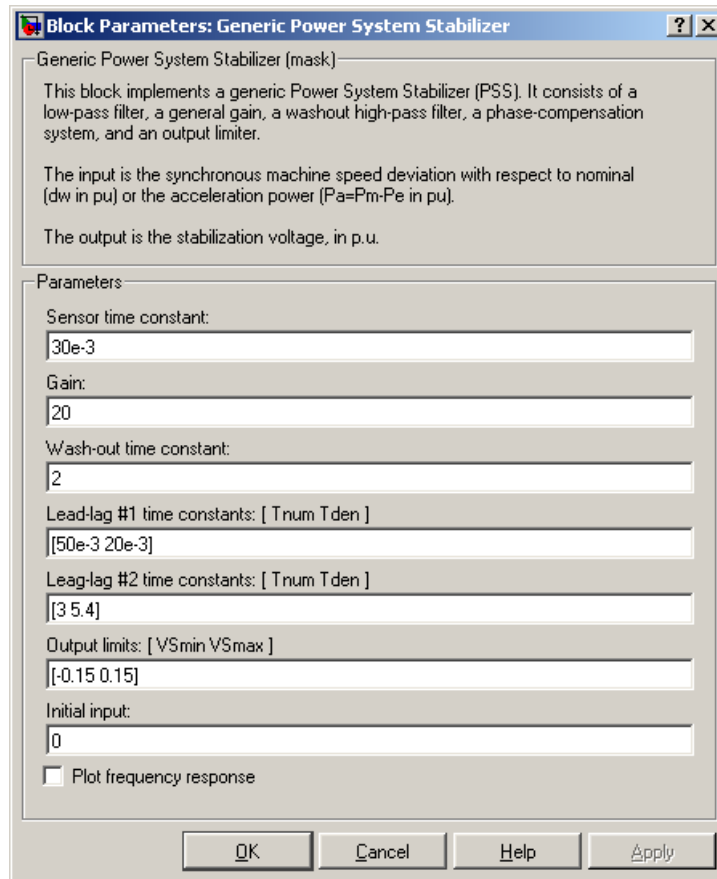 Block Parameters: Generic Power System Stabilizer
Generic Power System Stabilizer (mask)
This block implements a generic Power System Stabilizer (PSS). It consists of a
low-pass filter, a general gain, a washout high-pass filter, a phase-compensation
system, and an output limiter.
The input is the synchronous machine speed deviation with respect to nominal
(dw in pu) or the acceleration power (Pa=Pm-Pe in pu).
The output is the stabilization voltage, in p.u.
Parameters
Sensor time constant:
30e-3
Gain:
20
Wash-out time constant:
2
Lead-lag #1 time constants: [ Tnum Tden ]
[50e-3 20e-3]
Leag-lag #2 time constants: [ Tnum Tden ]
[3 5.4]
Output limits: [ VSmin VSmax ]
[-0.15 0.15]
Initial input:
0
Plot frequency response
OK Cancel Help Apply